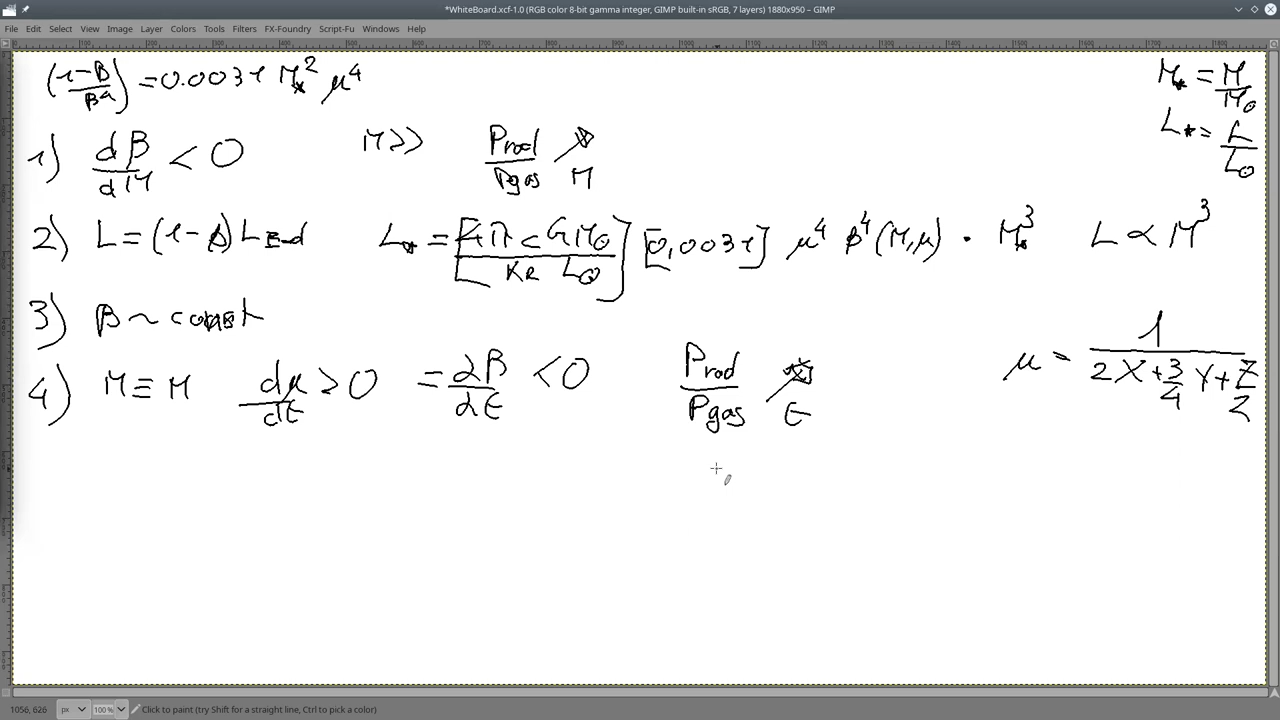 *WhiteBoard.xcf-1.0 (RGB color 8-bit gamma integer, GIMP built-in sRGB, 7 layers) 1880x950 – GIMP
File Edit Select View Image Layer Colors Tools Filters FX-Foundry Script-Fu Windows Help
(1-β/β⁴) = 0.0031 M*² μ⁴
M* = M/M⊙
L* = L/L⊙
1) dβ/dM < 0 M>> Prad/Pgas ↗ M
2) L = (1-β) LEdd L* = [4πcGM⊙/κe L⊙] [0,0031] μ⁴ β⁴(M,μ) · M*³ L ∝ M³
3) β ~ const
4) M ≡ M dμ/dt > 0 = dβ/dt < 0 Prad/Pgas ↗ t
μ = 1/2X+3/4Y+Z/2
1056, 626 px 100% Click to paint (try Shift for a straight line, Ctrl to pick a color)